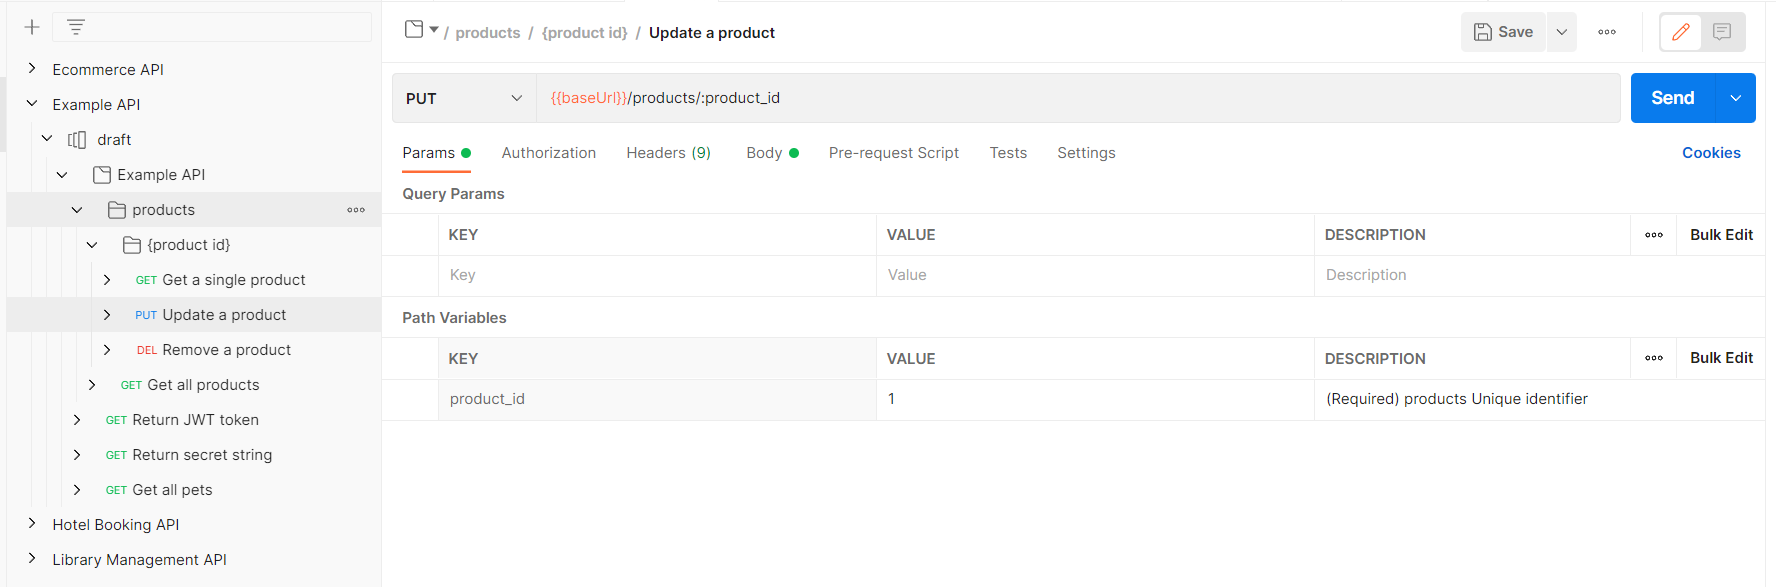 Ecommerce API
Example API
draft
Example API
products
{product id}
GET Get a single product
PUT Update a product
DEL Remove a product
GET Get all products
GET Return JWT token
GET Return secret string
GET Get all pets
Hotel Booking API
Library Management API
/ products / {product id} / Update a product
Save
PUT {{baseUrl}}/products/:product_id
Send
Params Authorization Headers (9) Body Pre-request Script Tests Settings Cookies
Query Params
KEY VALUE DESCRIPTION Bulk Edit
Key Value Description
Path Variables
KEY VALUE DESCRIPTION Bulk Edit
product_id 1 (Required) products Unique identifier